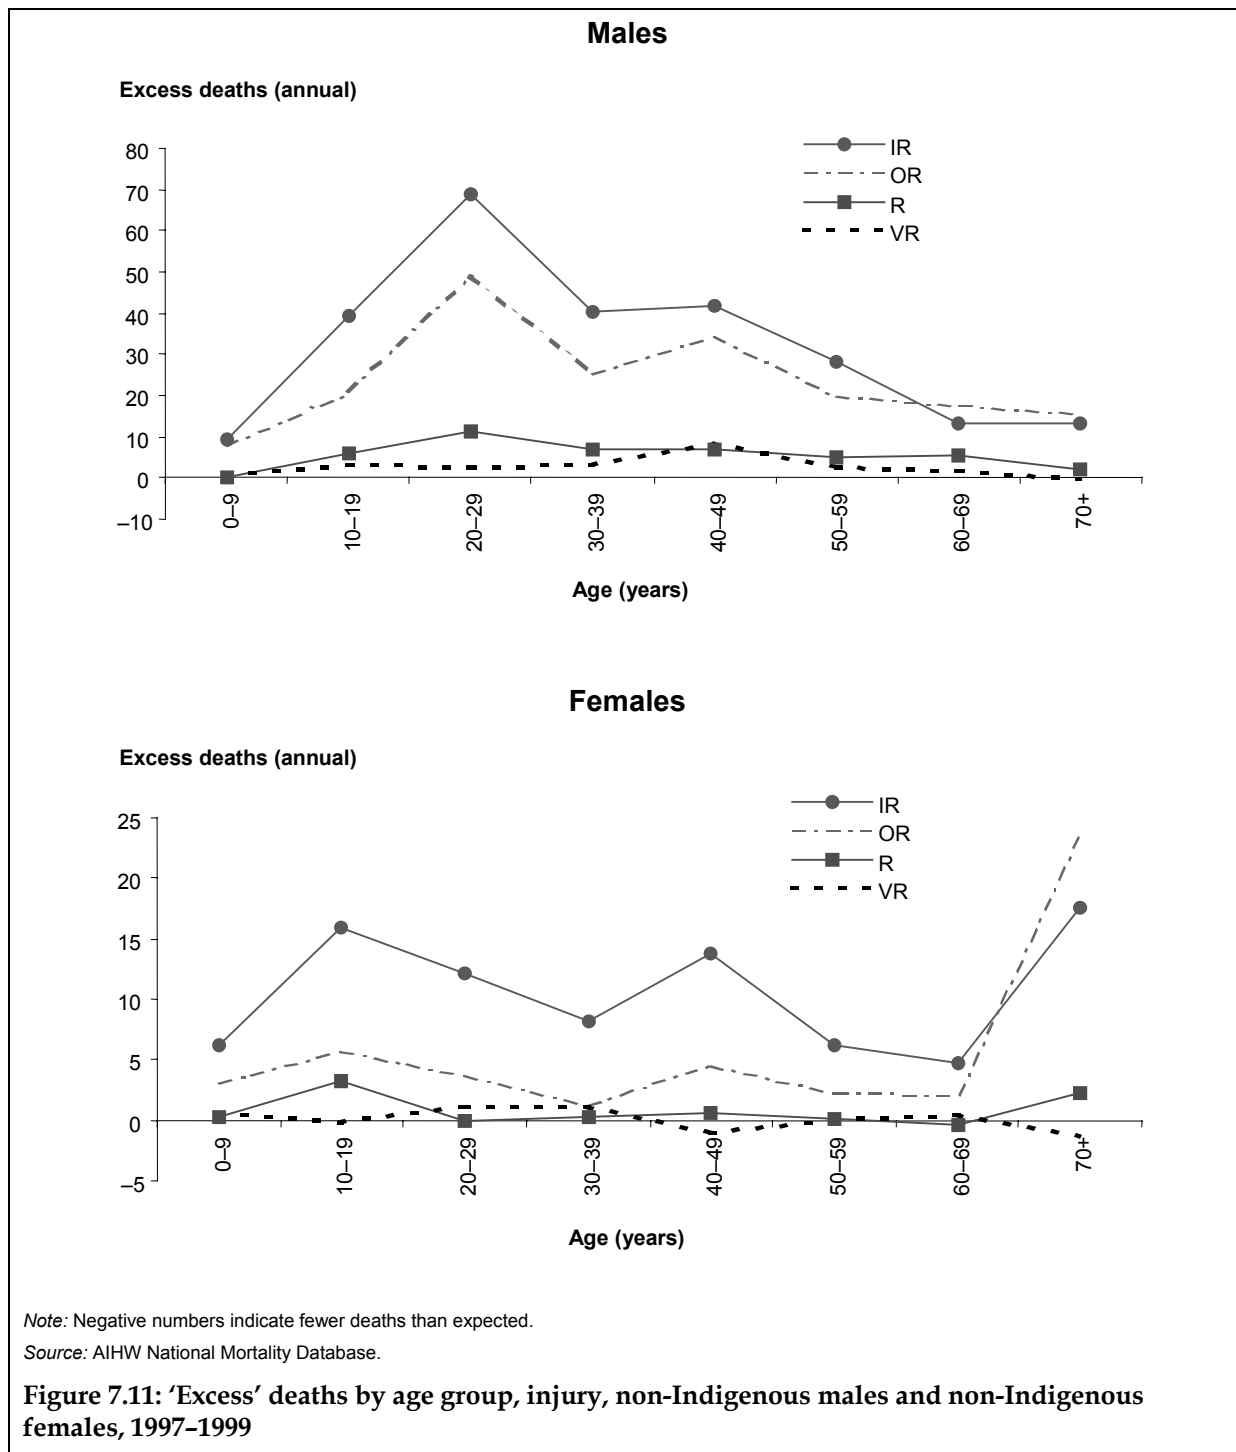 Males
Excess deaths (annual)
80
70
60
50
40
30
20
10
0
–10
IR
OR
R
VR
0–9
10–19
20–29
30–39
40–49
50–59
60–69
70+
Age (years)
Females
Excess deaths (annual)
25
20
15
10
5
0
–5
IR
OR
R
VR
0–9
10–19
20–29
30–39
40–49
50–59
60–69
70+
Age (years)
Note: Negative numbers indicate fewer deaths than expected.
Source: AIHW National Mortality Database.
Figure 7.11: ‘Excess’ deaths by age group, injury, non-Indigenous males and non-Indigenous
females, 1997–1999